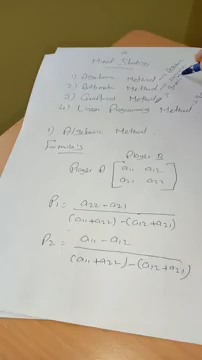 Mixed Strategy
1) Algebraic Method
2) Arithmetic Method
3) Graphical Method
4) Linear Programming Method
1) Algebraic Method.
Formula's
Player B
Player A [ a11 a12
a21 a22 ]
P1 = a22 - a21 / (a11 + a22) - (a12 + a21)
P2 = a11 - a12 / (a11 + a22) - (a12 + a21)